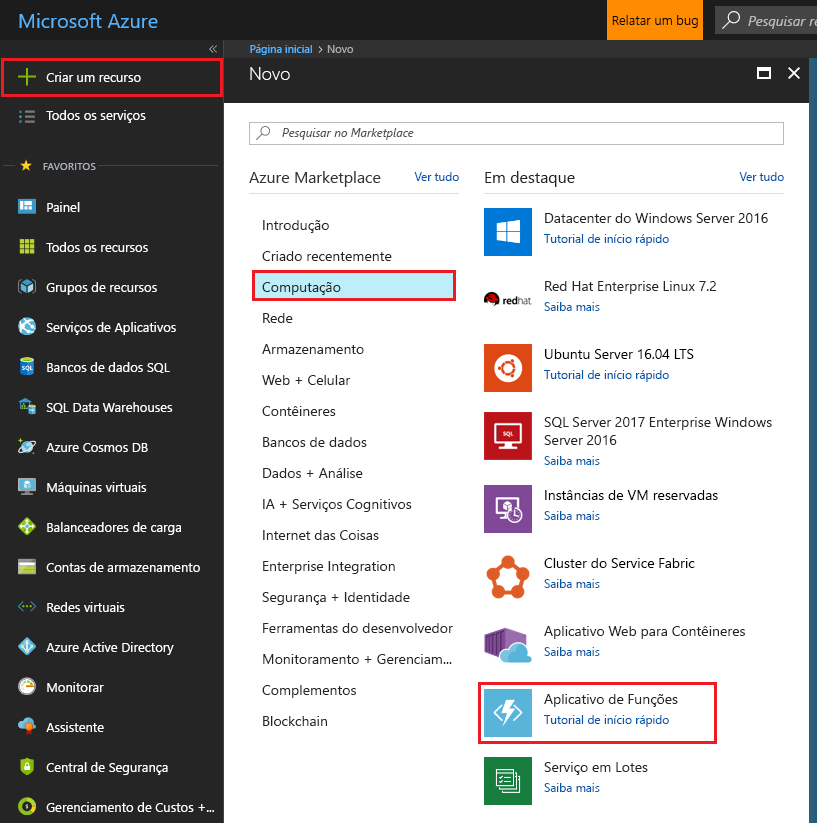 Microsoft Azure
Relatar um bug
Pesquisar re
Página inicial > Novo
Criar um recurso
Todos os serviços
FAVORITOS
Painel
Todos os recursos
Grupos de recursos
Serviços de Aplicativos
Bancos de dados SQL
SQL Data Warehouses
Azure Cosmos DB
Máquinas virtuais
Balanceadores de carga
Contas de armazenamento
Redes virtuais
Azure Active Directory
Monitorar
Assistente
Central de Segurança
Gerenciamento de Custos +...
Novo
Pesquisar no Marketplace
Azure Marketplace
Ver tudo
Introdução
Criado recentemente
Computação
Rede
Armazenamento
Web + Celular
Contêineres
Bancos de dados
Dados + Análise
IA + Serviços Cognitivos
Internet das Coisas
Enterprise Integration
Segurança + Identidade
Ferramentas do desenvolvedor
Monitoramento + Gerenciam...
Complementos
Blockchain
Em destaque
Ver tudo
Datacenter do Windows Server 2016
Tutorial de início rápido
redhat
Red Hat Enterprise Linux 7.2
Saiba mais
Ubuntu Server 16.04 LTS
Tutorial de início rápido
SQL
SQL Server 2017 Enterprise Windows
Server 2016
Saiba mais
Instâncias de VM reservadas
Saiba mais
Cluster do Service Fabric
Saiba mais
Aplicativo Web para Contêineres
Saiba mais
Aplicativo de Funções
Tutorial de início rápido
Serviço em Lotes
Saiba mais